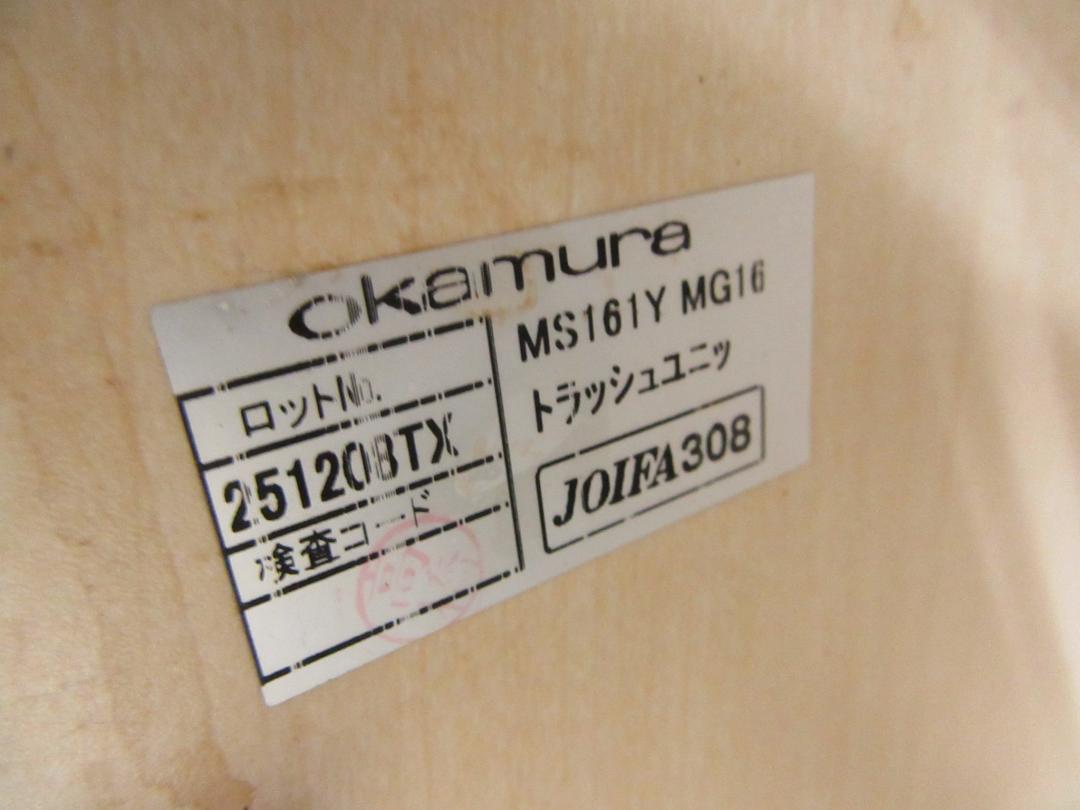 okamura
MS161Y MG16
トラッシュユニッ
JOIFA308
ロットNo.
251208TX
検査コード